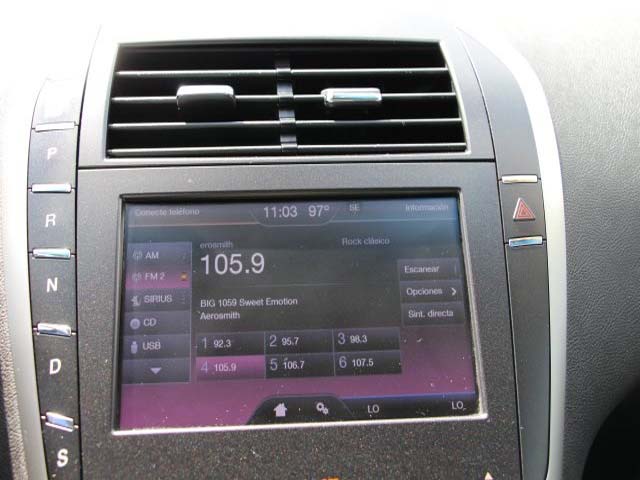 Conecte teléfono 11:03 97° SE Información
P
R
N
D
S
AM
FM 2
SIRIUS
CD
USB
erosmith Rock clásico
105.9
BIG 1059 Sweet Emotion
Aerosmith
Escanear
Opciones >
Sint. directa
1 92.3 2 95.7 3 98.3
4 105.9 5 106.7 6 107.5
LO LO